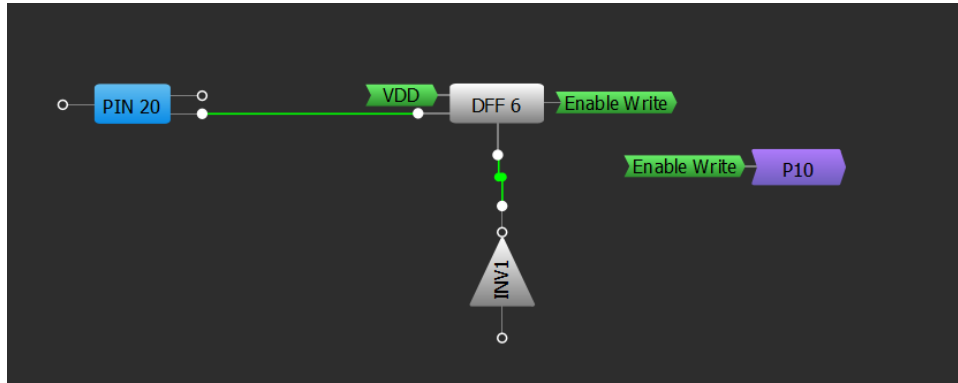 PIN 20
VDD
DFF 6
Enable Write
Enable Write
P10
INV1